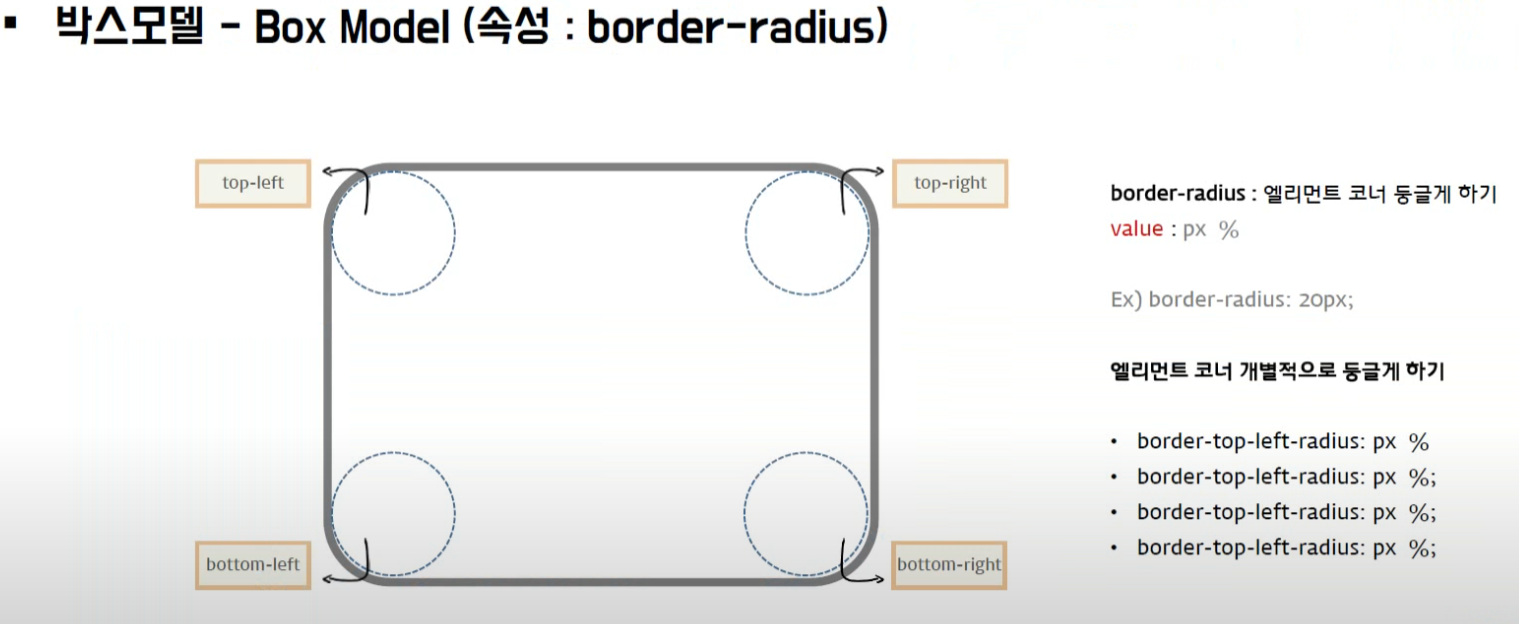 ▪ 박스모델 - Box Model (속성 : border-radius)
top-left
top-right
bottom-left
bottom-right
border-radius : 엘리먼트 코너 둥글게 하기
value : px %
Ex) border-radius: 20px;
엘리먼트 코너 개별적으로 둥글게 하기
• border-top-left-radius: px %
• border-top-left-radius: px %;
• border-top-left-radius: px %;
• border-top-left-radius: px %;